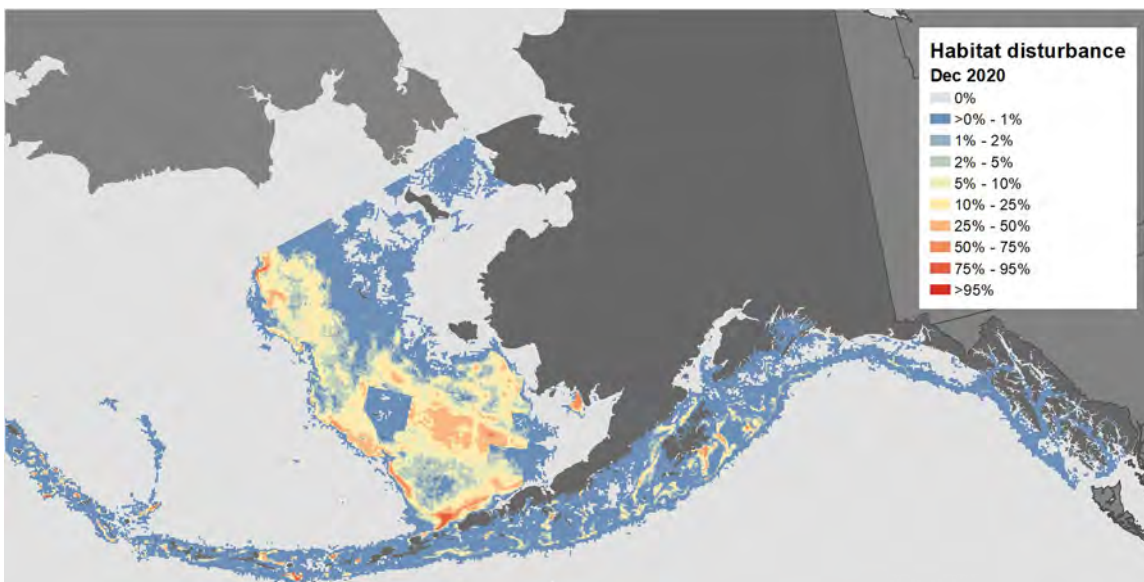 Habitat disturbance
Dec 2020
0%
>0% - 1%
1% - 2%
2% - 5%
5% - 10%
10% - 25%
25% - 50%
50% - 75%
75% - 95%
>95%